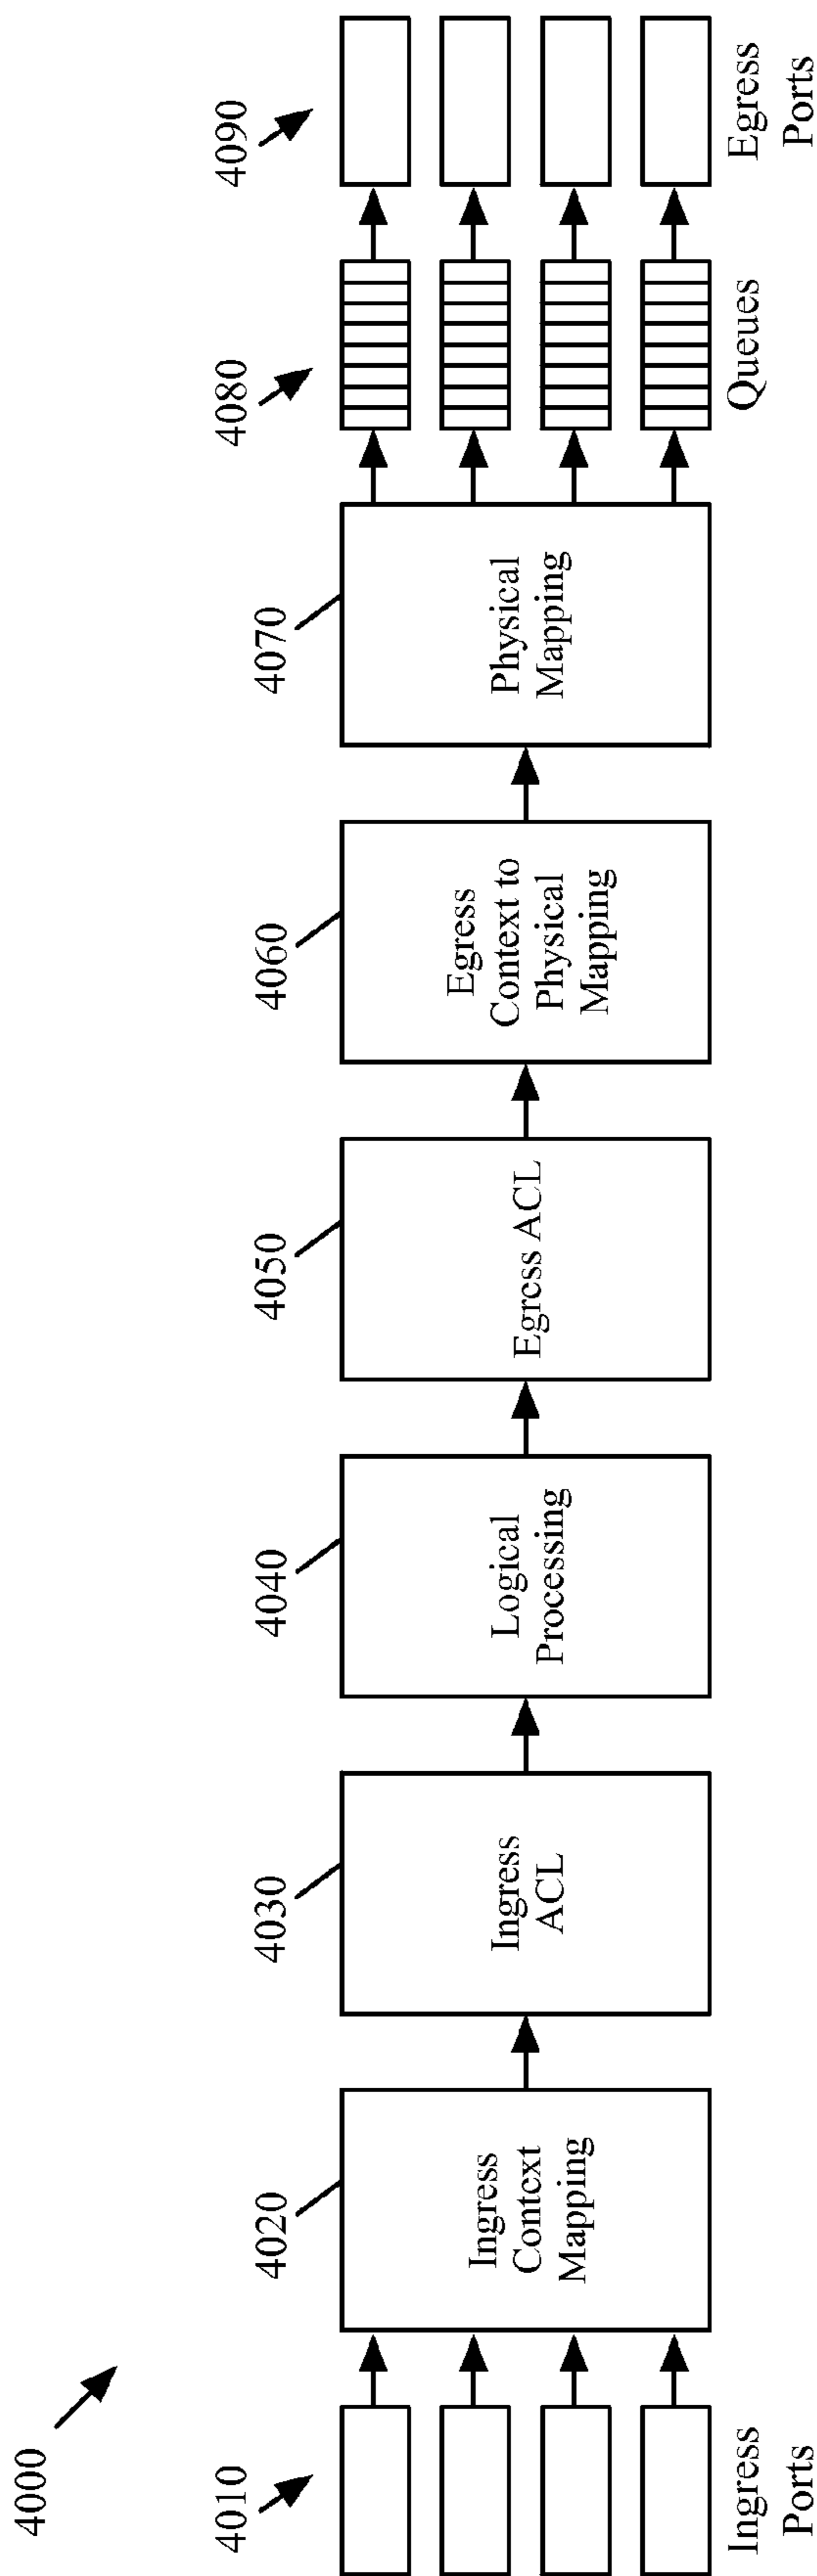 4000
4010
4020
4030
4040
4050
4060
4070
4080
4090
Ingress
Context
Mapping
Ingress
ACL
Logical
Processing
Egress ACL
Egress
Context to
Physical
Mapping
Physical
Mapping
Ingress
Ports
Queues
Egress
Ports